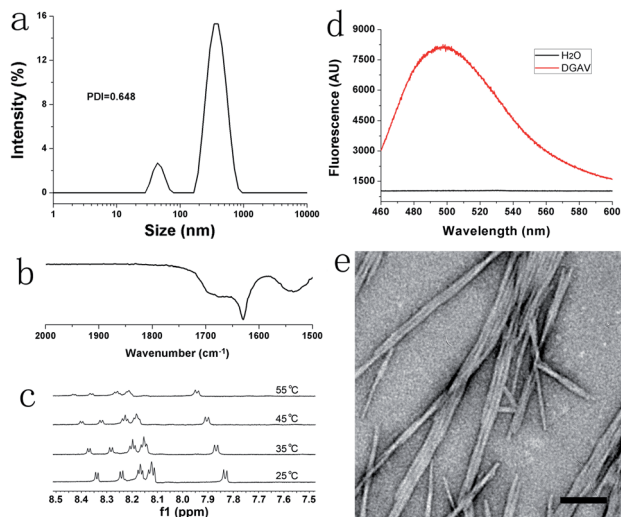 a
16
12
8
4
0
Intensity (%)
PDI=0.648
1
10
100
1000
10000
Size (nm)
b
2000
1900
1800
1700
1600
1500
Wavenumber (cm-1)
c
55℃
45℃
35℃
25℃
8.5 8.4 8.3 8.2 8.1 8.0 7.9 7.8 7.7 7.6 7.5
f1 (ppm)
d
9000
7500
6000
4500
3000
1500
Fluorescence (AU)
H2O
DGAV
460 480 500 520 540 560 580 600
Wavelength (nm)
e